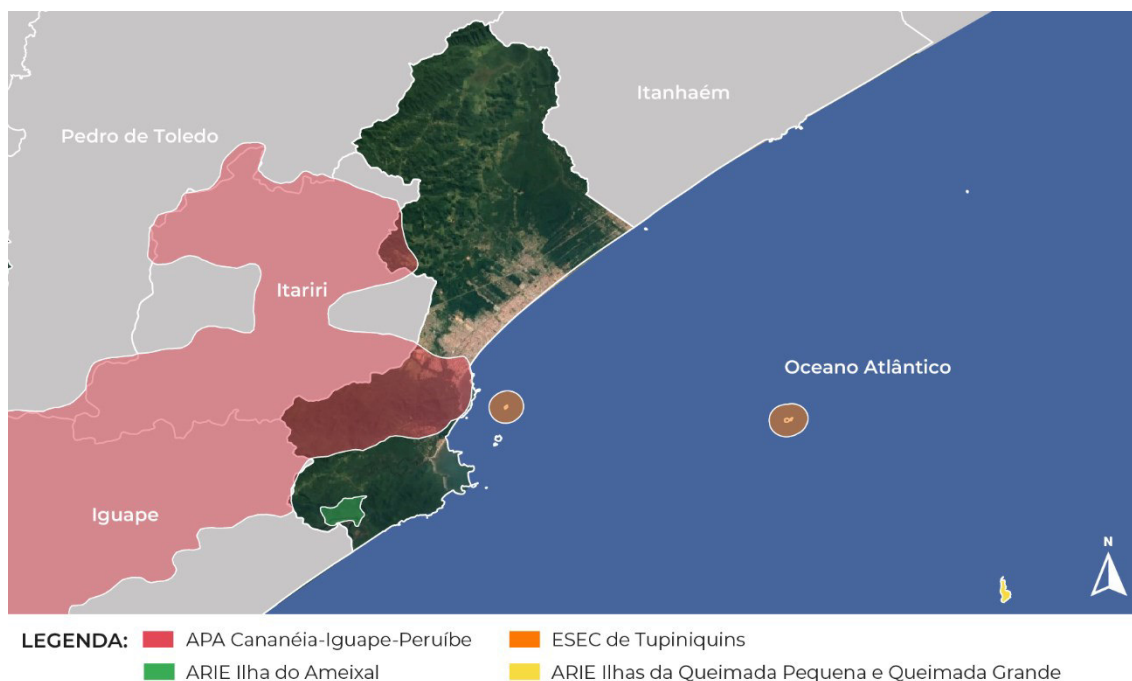 Itanhaém
Pedro de Toledo
Itariri
Oceano Atlântico
Iguape
N
LEGENDA:
APA Cananéia-Iguape-Peruíbe
ESEC de Tupiniquins
ARIE Ilha do Ameixal
ARIE Ilhas da Queimada Pequena e Queimada Grande